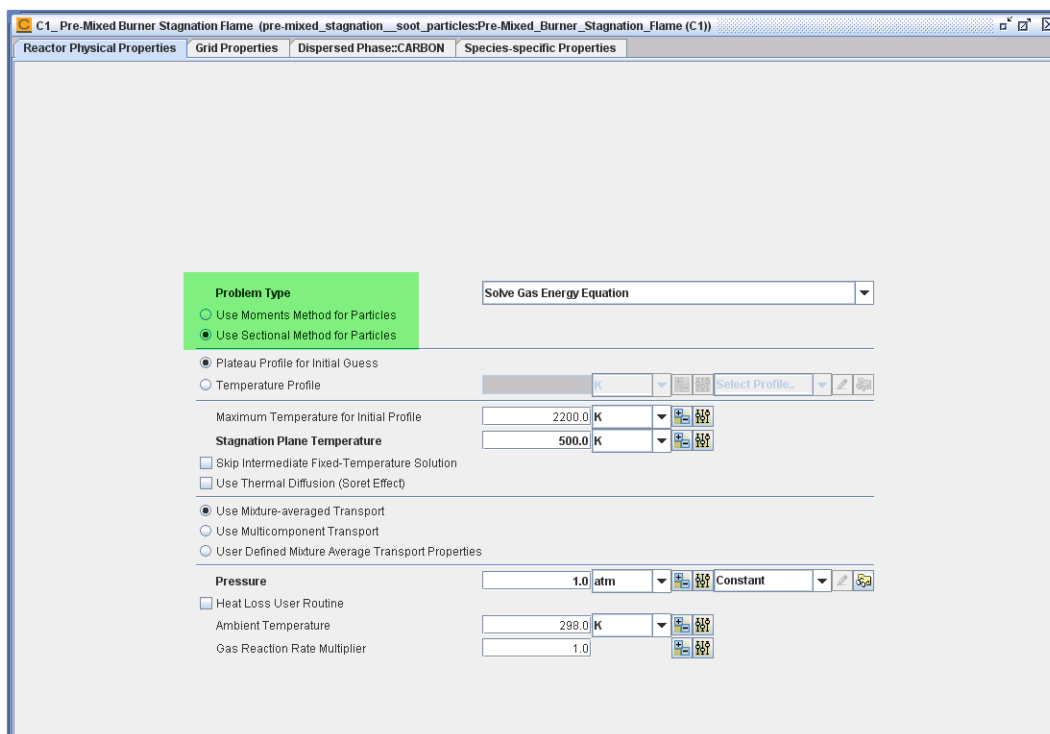 C1_ Pre-Mixed Burner Stagnation Flame (pre-mixed_stagnation__soot_particles:Pre-Mixed_Burner_Stagnation_Flame (C1))
Reactor Physical Properties Grid Properties Dispersed Phase::CARBON Species-specific Properties
Problem Type Solve Gas Energy Equation
Use Moments Method for Particles
Use Sectional Method for Particles
Plateau Profile for Initial Guess
Temperature Profile K Select Profile..
Maximum Temperature for Initial Profile 2200.0 K
Stagnation Plane Temperature 500.0 K
Skip Intermediate Fixed-Temperature Solution
Use Thermal Diffusion (Soret Effect)
Use Mixture-averaged Transport
Use Multicomponent Transport
User Defined Mixture Average Transport Properties
Pressure 1.0 atm Constant
Heat Loss User Routine
Ambient Temperature 298.0 K
Gas Reaction Rate Multiplier 1.0